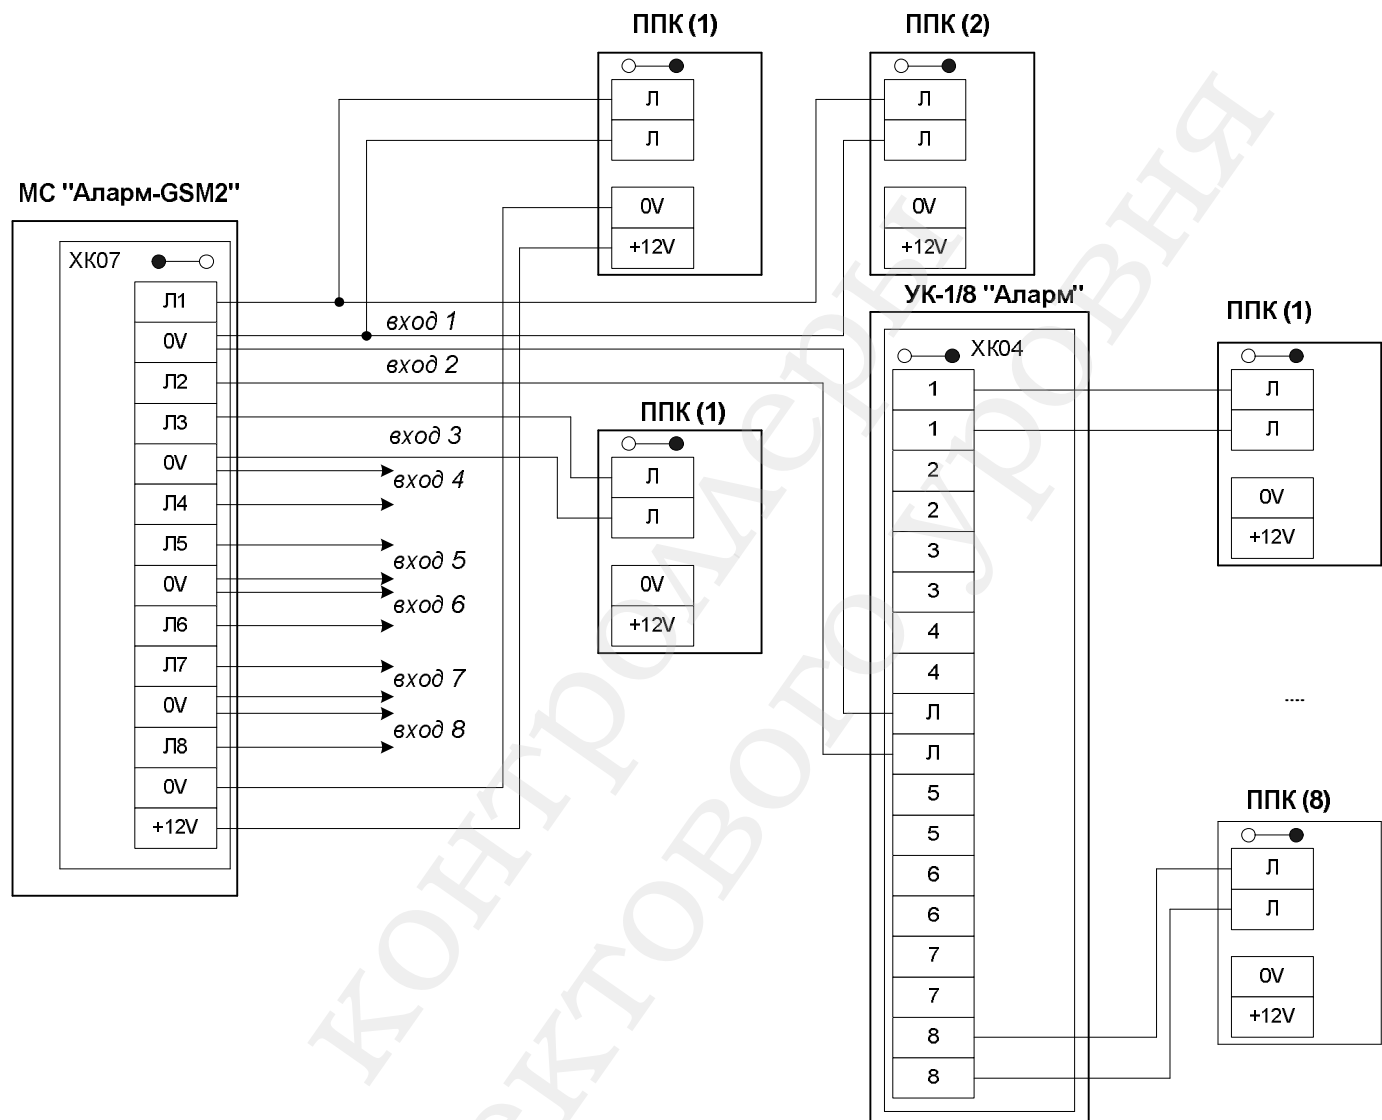 ППК (1)
Л
Л
0V
+12V
ППК (2)
Л
Л
0V
+12V
МС "Аларм-GSM2"
ХК07
Л1
0V
Л2
Л3
0V
Л4
Л5
0V
Л6
Л7
0V
Л8
0V
+12V
вход 1
вход 2
вход 3
вход 4
вход 5
вход 6
вход 7
вход 8
ППК (1)
Л
Л
0V
+12V
УК-1/8 "Аларм"
ХК04
1
1
2
2
3
3
4
4
Л
Л
5
5
6
6
7
7
8
8
ППК (1)
Л
Л
0V
+12V
----
ППК (8)
Л
Л
0V
+12V
контроллеры
ектового уровня